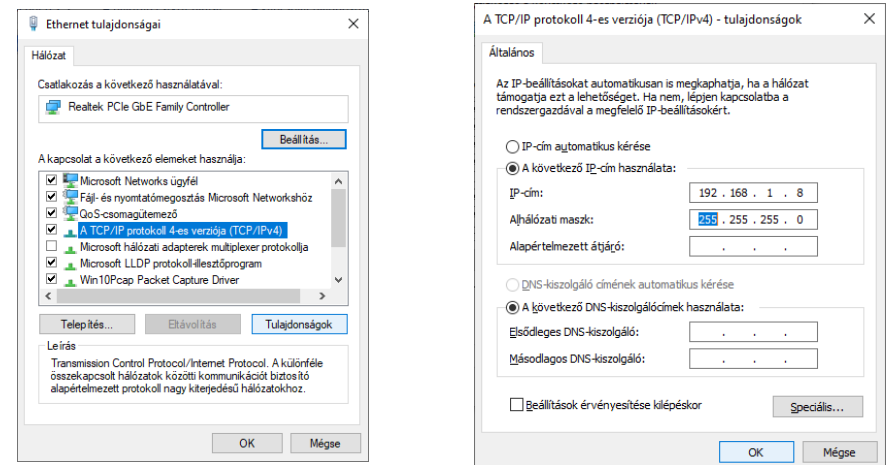 Ethernet tulajdonságai
Hálózat
Csatlakozás a következő használatával:
Realtek PCIe GbE Family Controller
Beállítás...
A kapcsolat a következő elemeket használja:
Microsoft Networks ügyfél
Fájl- és nyomtatómegosztás Microsoft Networkshöz
QoS-csomagütemező
A TCP/IP protokoll 4-es verziója (TCP/IPv4)
Microsoft hálózati adapterek multiplexer protokollja
Microsoft LLDP protokoll-illesztőprogram
Win10Pcap Packet Capture Driver
Telepítés...
Eltávolítás
Tulajdonságok
Leírás
Transmission Control Protocol/Internet Protocol. A különféle
összekapcsolt hálózatok közötti kommunikációt biztosító
alapértelmezett protokoll nagy kiterjedésű hálózatokhoz.
OK
Mégse
A TCP/IP protokoll 4-es verziója (TCP/IPv4) - tulajdonságok
Általános
Az IP-beállításokat automatikusan is megkaphatja, ha a hálózat
támogatja ezt a lehetőséget. Ha nem, lépjen kapcsolatba a
rendszergazdával a megfelelő IP-beállításokért.
IP-cím automatikus kérése
A következő IP-cím használata:
IP-cím: 192 . 168 . 1 . 8
Alhálózati maszk: 255 . 255 . 255 . 0
Alapértelmezett átjáró: . . .
DNS-kiszolgáló címének automatikus kérése
A következő DNS-kiszolgálócímek használata:
Elsődleges DNS-kiszolgáló: . . .
Másodlagos DNS-kiszolgáló: . . .
Beállítások érvényesítése kilépéskor
Speciális...
OK
Mégse